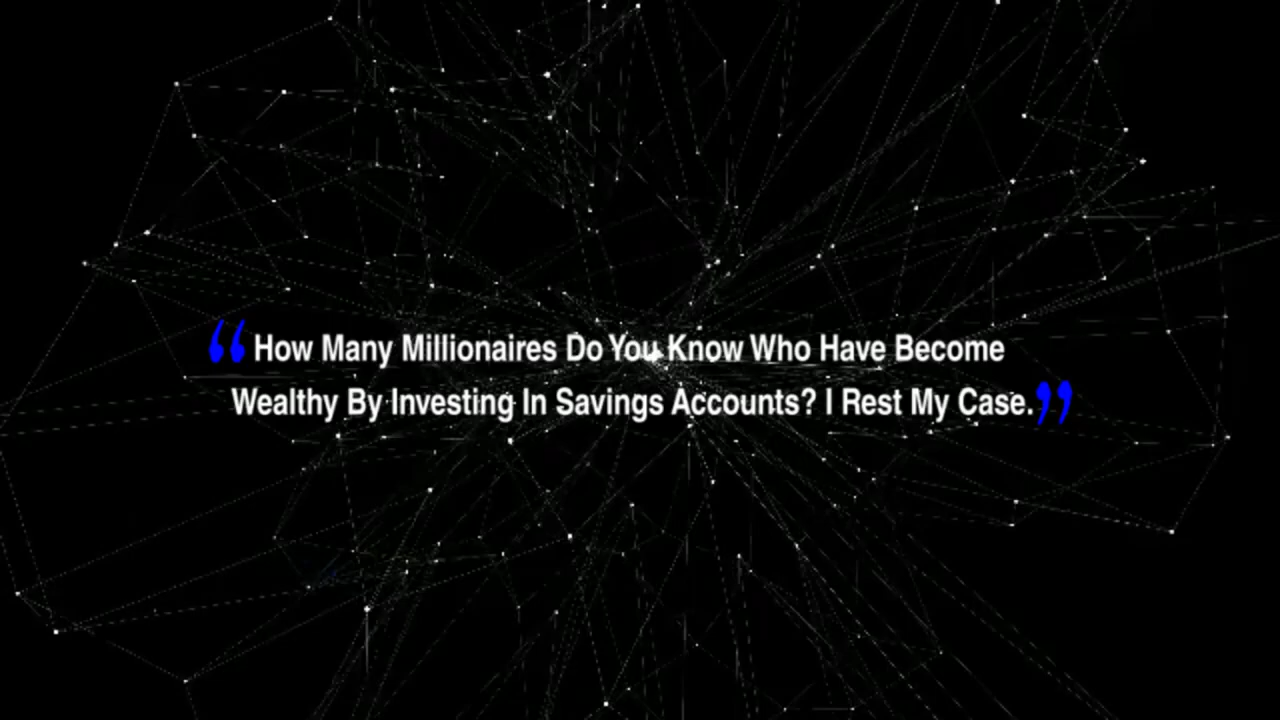 “How Many Millionaires Do You Know Who Have Become
Wealthy By Investing In Savings Accounts? I Rest My Case.”